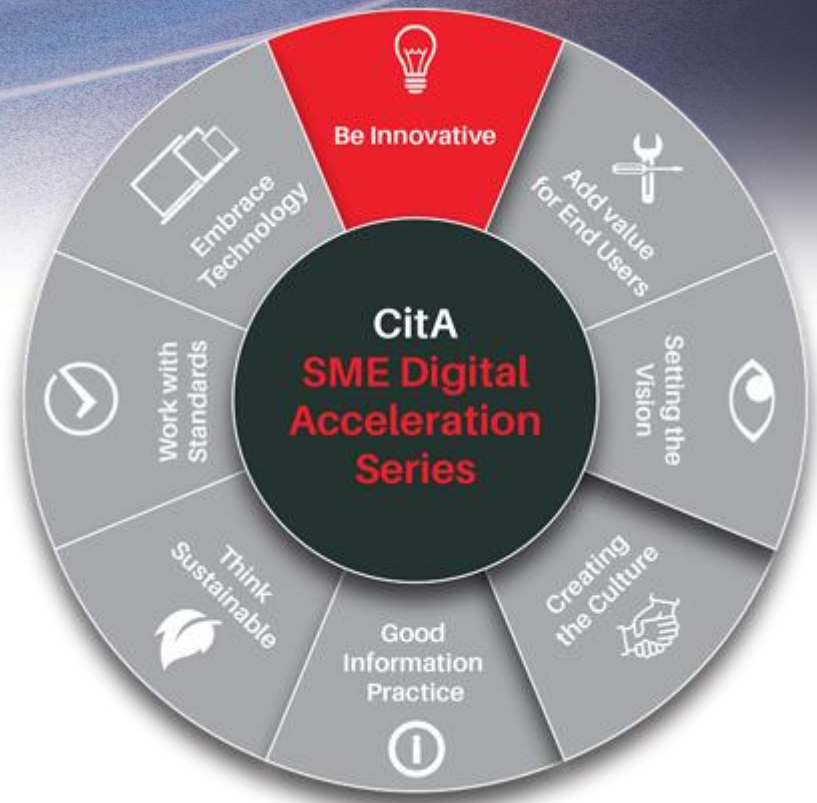 Be Innovative
Add value
for End Users
Setting the
Vision
Creating
the Culture
Good
Information
Practice
Think
Sustainable
Work with
Standards
Embrace
Technology
CitA
SME Digital
Acceleration
Series